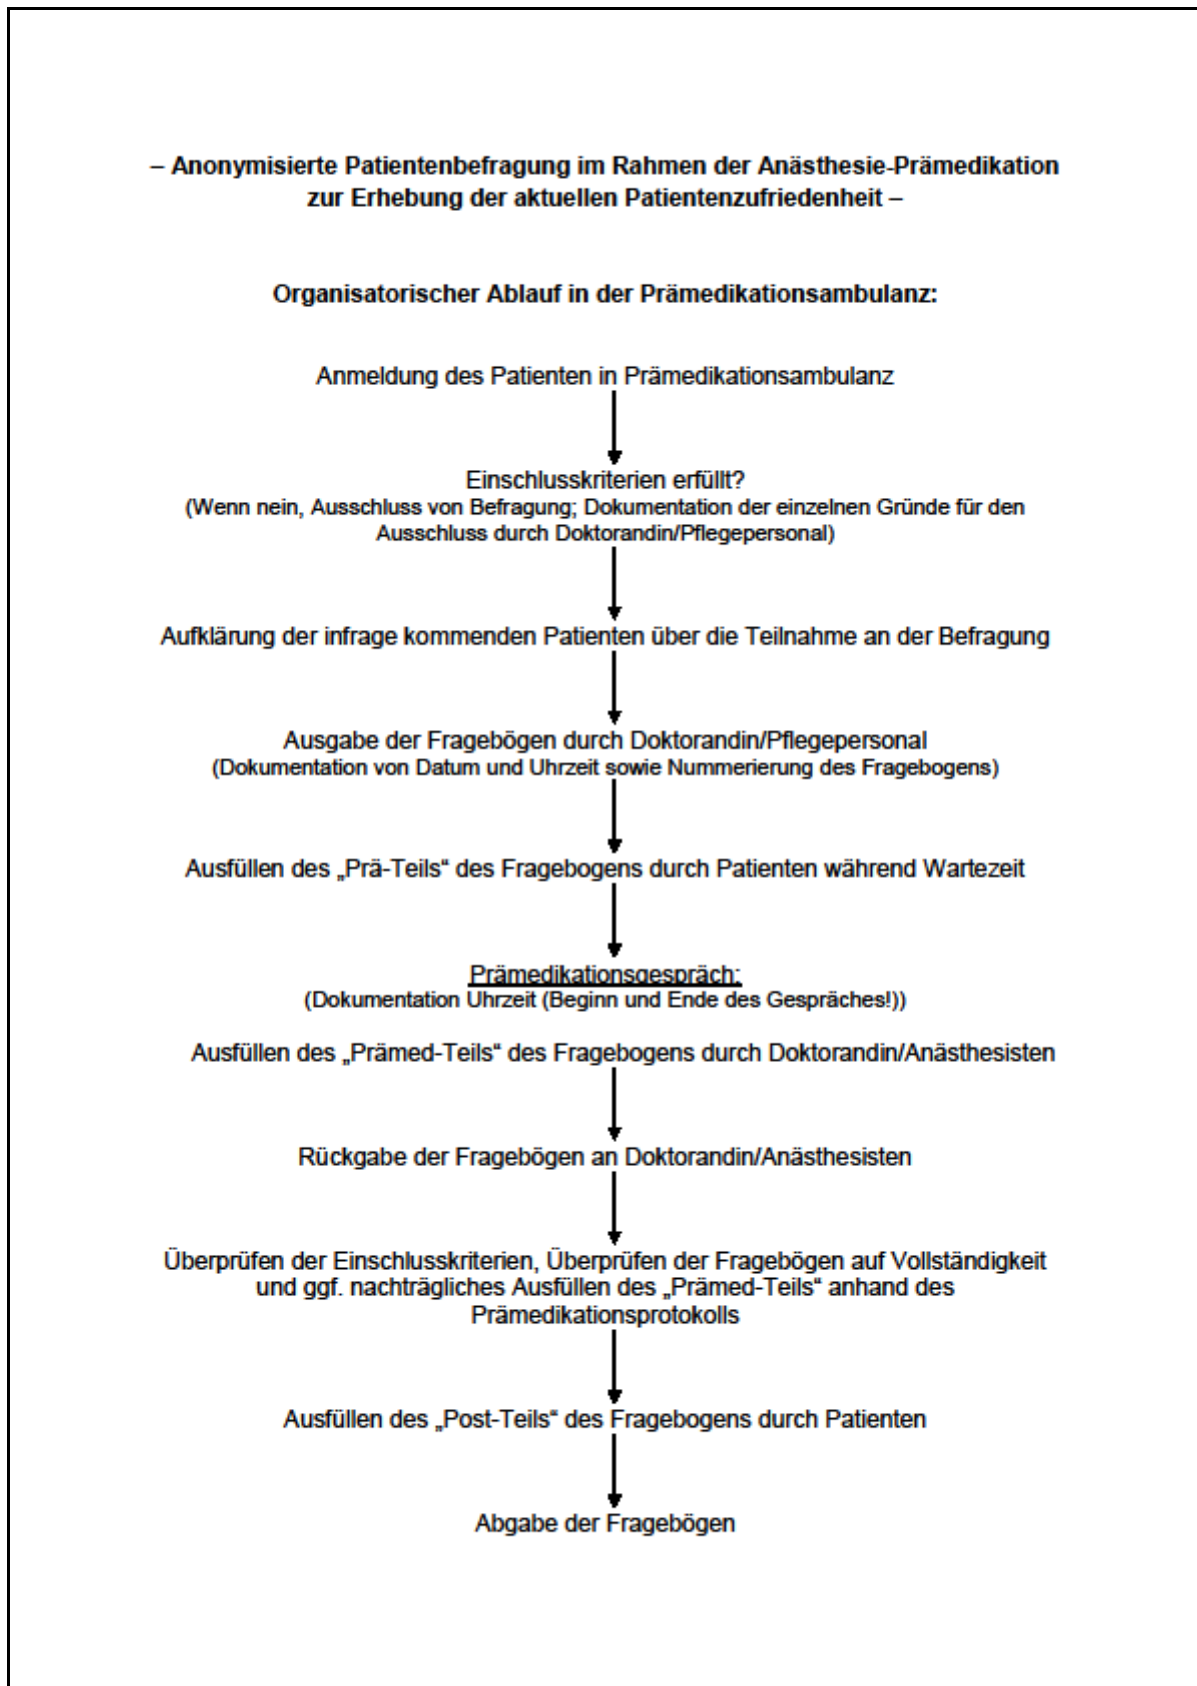 – Anonymisierte Patientenbefragung im Rahmen der Anästhesie-Prämedikation
zur Erhebung der aktuellen Patientenzufriedenheit –
Organisatorischer Ablauf in der Prämedikationsambulanz:
Anmeldung des Patienten in Prämedikationsambulanz
Einschlusskriterien erfüllt?
(Wenn nein, Ausschluss von Befragung; Dokumentation der einzelnen Gründe für den
Ausschluss durch Doktorandin/Pflegepersonal)
Aufklärung der infrage kommenden Patienten über die Teilnahme an der Befragung
Ausgabe der Fragebögen durch Doktorandin/Pflegepersonal
(Dokumentation von Datum und Uhrzeit sowie Nummerierung des Fragebogens)
Ausfüllen des „Prä-Teils“ des Fragebogens durch Patienten während Wartezeit
Prämedikationsgespräch:
(Dokumentation Uhrzeit (Beginn und Ende des Gespräches!))
Ausfüllen des „Prämed-Teils“ des Fragebogens durch Doktorandin/Anästhesisten
Rückgabe der Fragebögen an Doktorandin/Anästhesisten
Überprüfen der Einschlusskriterien, Überprüfen der Fragebögen auf Vollständigkeit
und ggf. nachträgliches Ausfüllen des „Prämed-Teils“ anhand des
Prämedikationsprotokolls
Ausfüllen des „Post-Teils“ des Fragebogens durch Patienten
Abgabe der Fragebögen